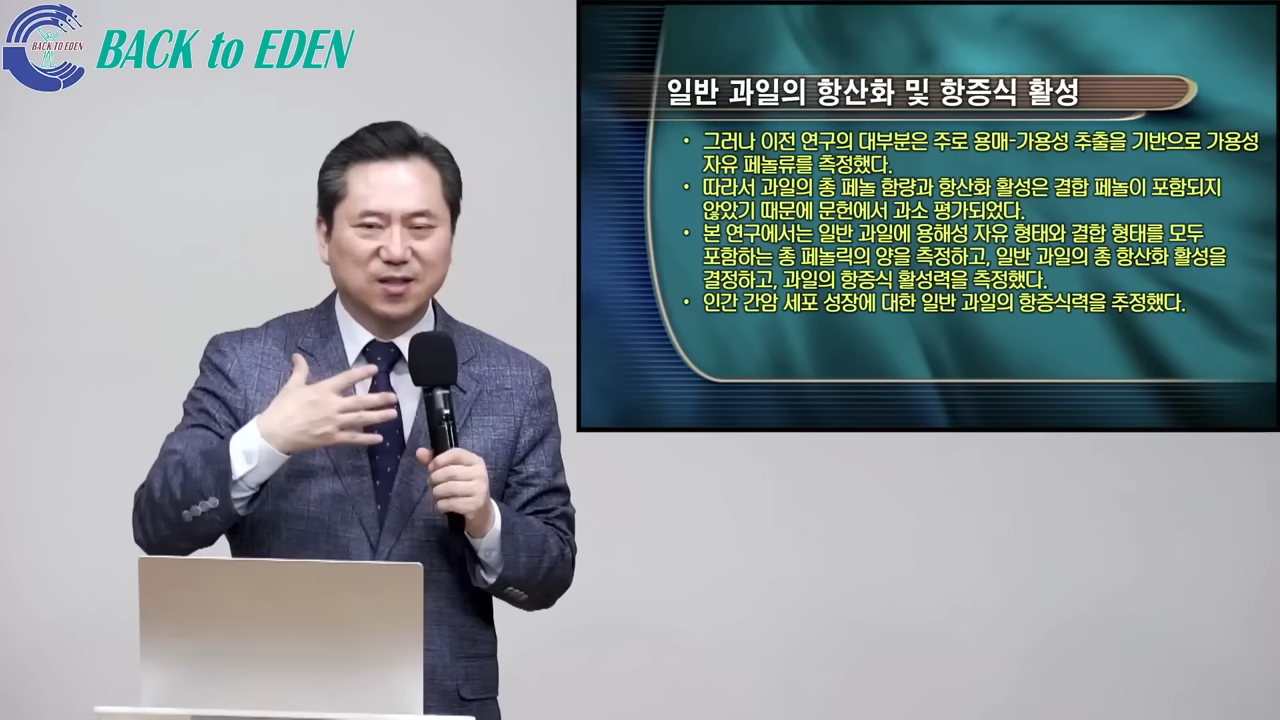 BACK TO EDEN
BACK to EDEN
일반 과일의 항산화 및 항증식 활성
• 그러나 이전 연구의 대부분은 주로 용매-가용성 추출을 기반으로 가용성
자유 페놀류를 측정했다.
• 따라서 과일의 총 페놀 함량과 항산화 활성은 결합 페놀이 포함되지
않았기 때문에 문헌에서 과소 평가되었다.
• 본 연구에서는 일반 과일에 용해성 자유 형태와 결합 형태를 모두
포함하는 총 페놀릭의 양을 측정하고, 일반 과일의 총 항산화 활성을
결정하고, 과일의 항증식 활성력을 측정했다.
• 인간 간암 세포 성장에 대한 일반 과일의 항증식력을 추정했다.